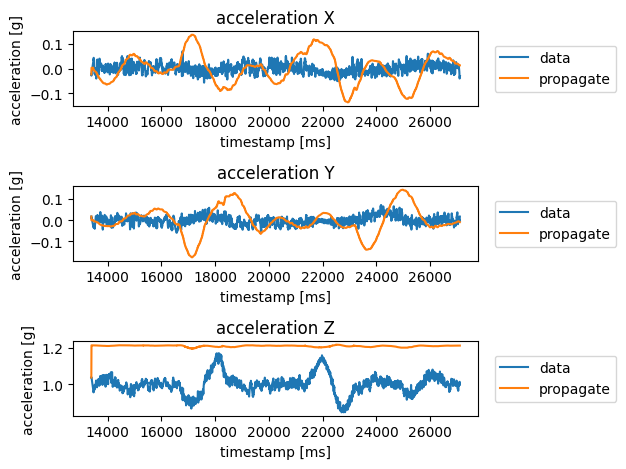 acceleration X
acceleration [g]
0.1
0.0
−0.1
14000 16000 18000 20000 22000 24000 26000
timestamp [ms]
data
propagate
acceleration Y
acceleration [g]
0.1
0.0
−0.1
14000 16000 18000 20000 22000 24000 26000
timestamp [ms]
data
propagate
acceleration Z
acceleration [g]
1.2
1.0
14000 16000 18000 20000 22000 24000 26000
timestamp [ms]
data
propagate